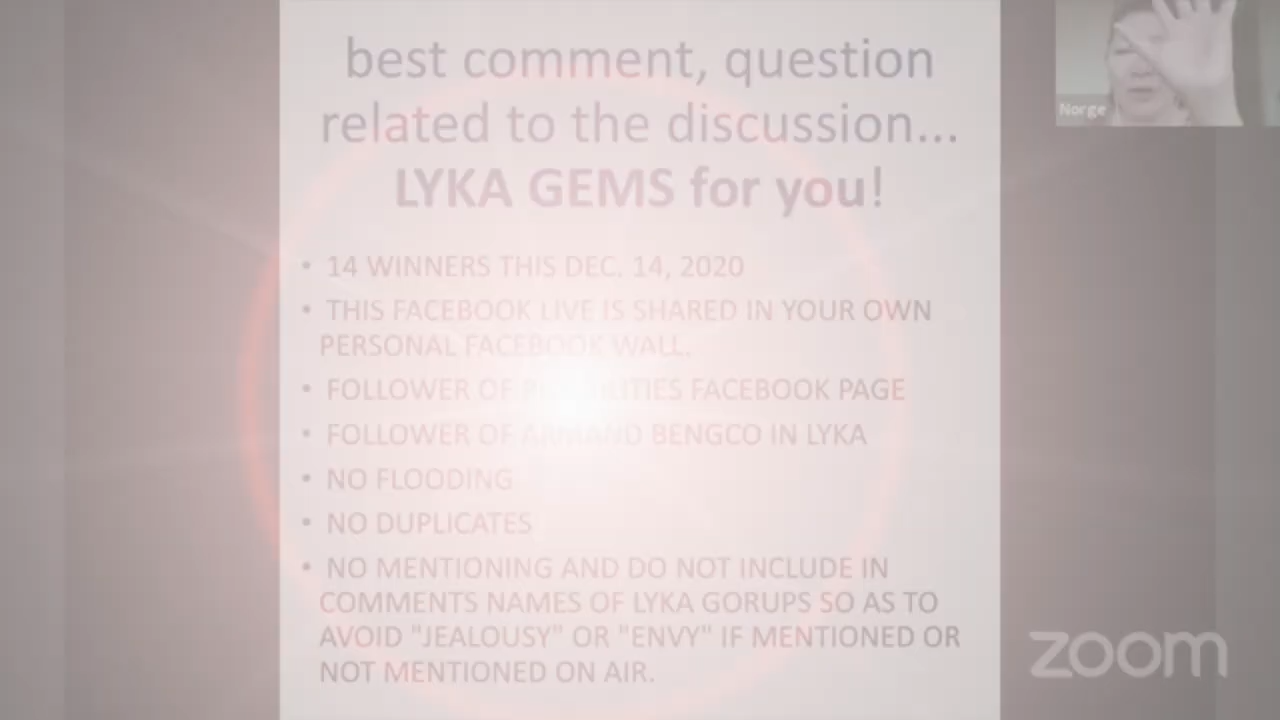 best comment, question
related to the discussion...
LYKA GEMS for you!
• 14 WINNERS THIS DEC. 14, 2020
• THIS FACEBOOK LIVE IS SHARED IN YOUR OWN
PERSONAL FACEBOOK WALL.
• FOLLOWER OF FACEBOOK PAGE
• FOLLOWER OF ARMAND BENGCO IN LYKA
• NO FLOODING
• NO DUPLICATES
• NO MENTIONING AND DO NOT INCLUDE IN
COMMENTS NAMES OF LYKA GORUPS SO AS TO
AVOID "JEALOUSY" OR "ENVY" IF MENTIONED OR
NOT MENTIONED ON AIR.
Norge
zoom